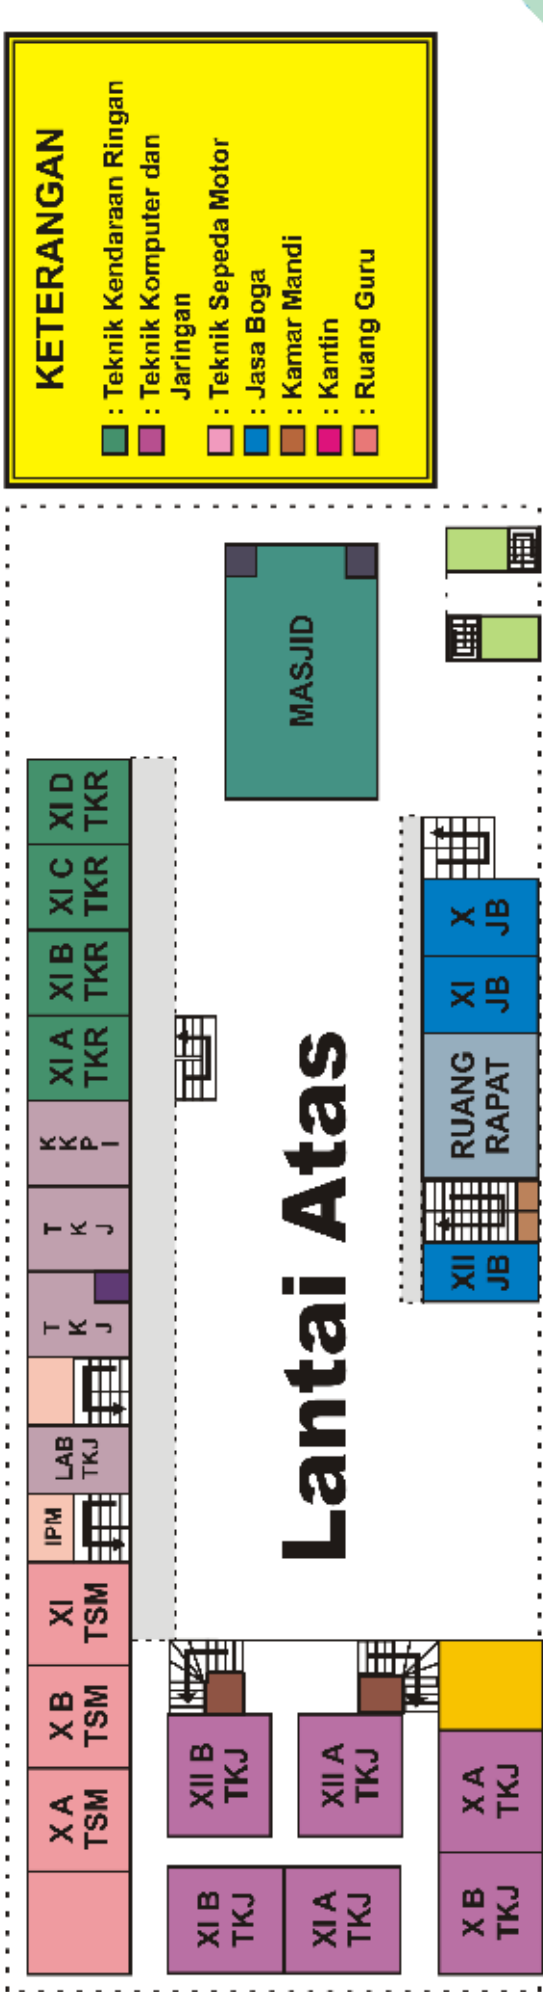 KETERANGAN
: Teknik Kendaraan Ringan
: Teknik Komputer dan
Jaringan
: Teknik Sepeda Motor
: Jasa Boga
: Kamar Mandi
: Kantin
: Ruang Guru
X A
TSM
X B
TSM
XI
TSM
IPM
LAB
TKJ
T
K
J
T
K
J
K
K
P
I
XI A
TKR
XI B
TKR
XI C
TKR
XI D
TKR
XI B
TKJ
XII B
TKJ
XI A
TKJ
XII A
TKJ
Lantai Atas
MASJID
X B
TKJ
X A
TKJ
XII
JB
RUANG
RAPAT
XI
JB
X
JB